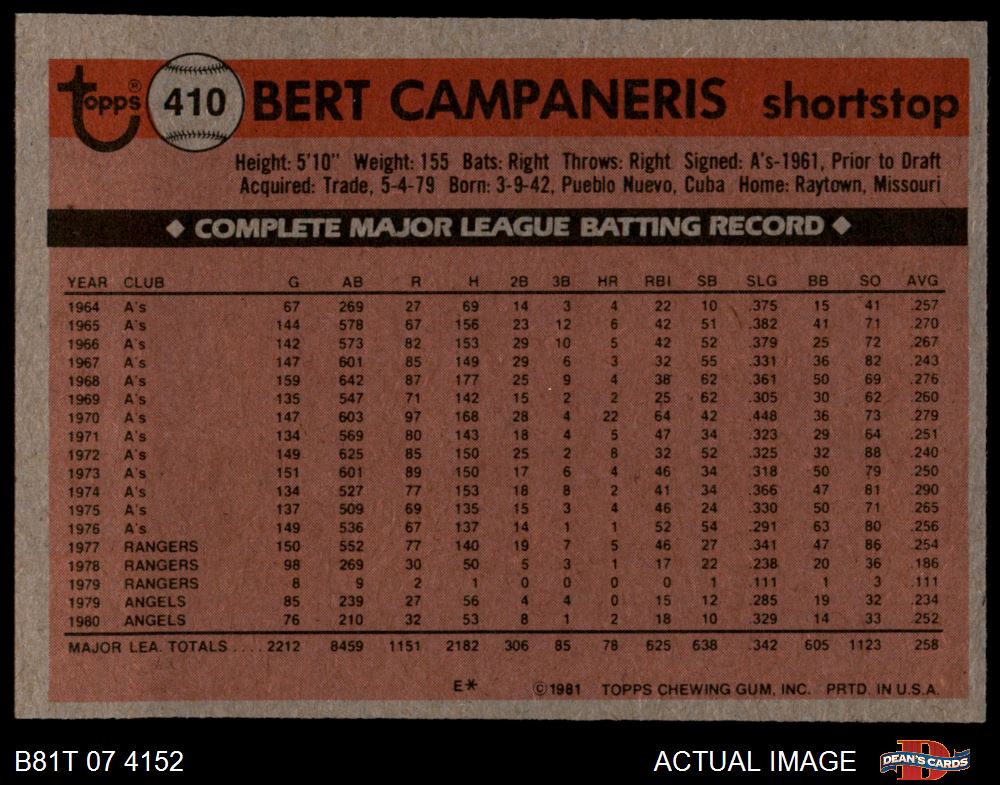 Topps® 410 BERT CAMPANERIS shortstop
Height: 5'10" Weight: 155 Bats: Right Throws: Right Signed: A's-1961, Prior to Draft
Acquired: Trade, 5-4-79 Born: 3-9-42, Pueblo Nuevo, Cuba Home: Raytown, Missouri
◆ COMPLETE MAJOR LEAGUE BATTING RECORD ◆
YEAR CLUB G AB R H 2B 3B HR RBI SB SLG BB SO AVG
1964 A's 67 269 27 69 14 3 4 22 10 .375 15 41 .257
1965 A's 144 578 67 156 23 12 6 42 51 .382 41 71 .270
1966 A's 142 573 82 153 29 10 5 42 52 .379 25 72 .267
1967 A's 147 601 85 149 29 6 3 32 55 .331 36 82 .243
1968 A's 159 642 87 177 25 9 4 38 62 .361 50 69 .276
1969 A's 135 547 71 142 15 2 2 25 62 .305 30 62 .260
1970 A's 147 603 97 168 28 4 22 64 42 .448 36 73 .279
1971 A's 134 569 80 143 18 4 5 47 34 .323 29 64 .251
1972 A's 149 625 85 150 25 2 8 32 52 .325 32 88 .240
1973 A's 151 601 89 150 17 6 4 46 34 .318 50 79 .250
1974 A's 134 527 77 153 18 8 2 41 34 .366 47 81 .290
1975 A's 137 509 69 135 15 3 4 46 24 .330 50 71 .265
1976 A's 149 536 67 137 14 1 1 52 54 .291 63 80 .256
1977 RANGERS 150 552 77 140 19 7 5 46 27 .341 47 86 .254
1978 RANGERS 98 269 30 50 5 3 1 17 22 .238 20 36 .186
1979 RANGERS 8 9 2 1 0 0 0 0 1 .111 1 3 .111
1979 ANGELS 85 239 27 56 4 4 0 15 12 .285 19 32 .234
1980 ANGELS 76 210 32 53 8 1 2 18 10 .329 14 33 .252
MAJOR LEA. TOTALS .... 2212 8459 1151 2182 306 85 78 625 638 .342 605 1123 .258
E* ©1981 TOPPS CHEWING GUM, INC. PRTD. IN U.S.A.
B81T 07 4152 ACTUAL IMAGE D DEAN'S CARDS